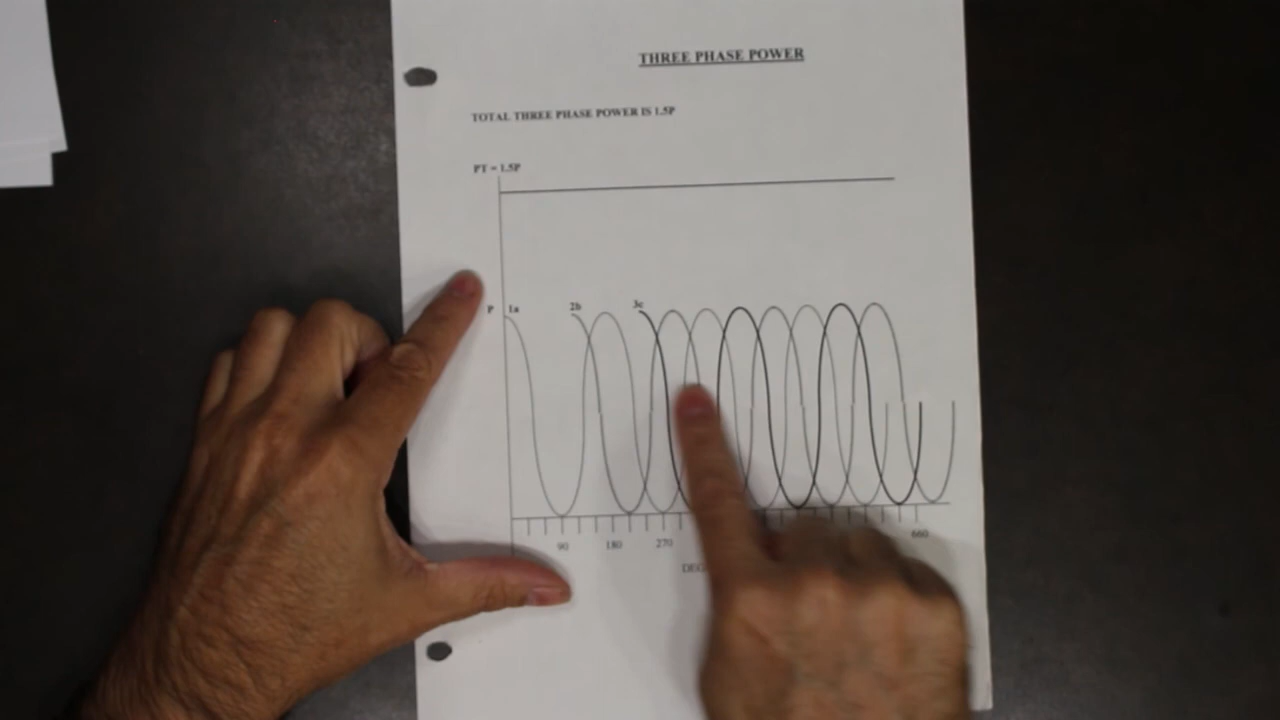 THREE PHASE POWER
TOTAL THREE PHASE POWER IS 1.5P
PT = 1.5P
P 1a 2b 3c
90 180 270 660